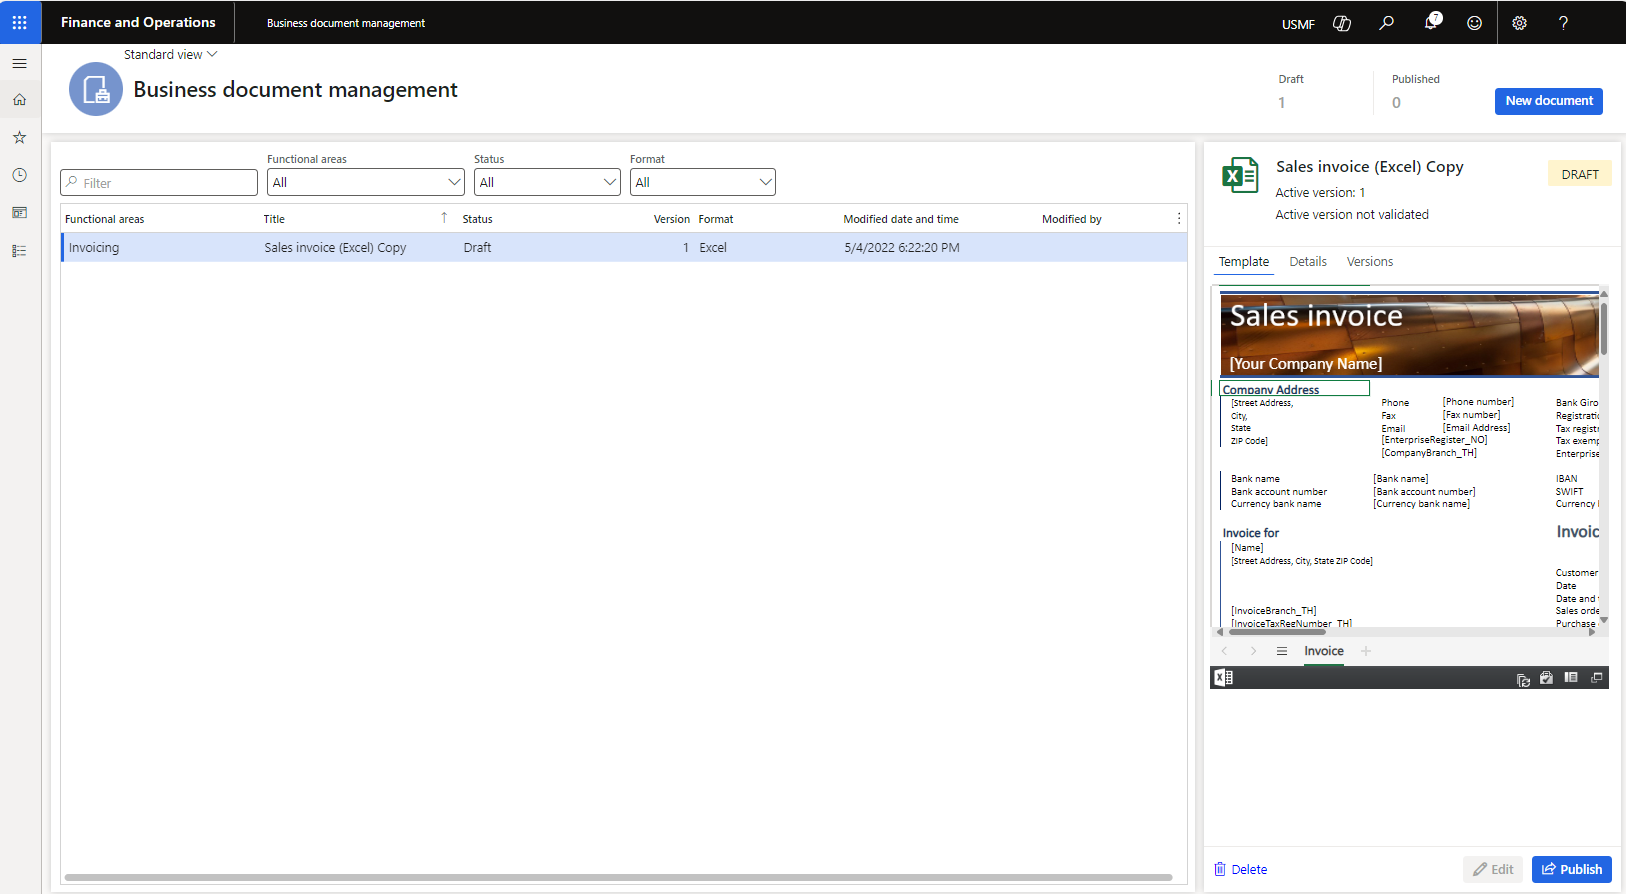 Finance and Operations
Business document management
USMF
7
Standard view
Business document management
Draft
1
Published
0
New document
Filter
Functional areas
All
Status
All
Format
All
Functional areas
Title
Status
Version
Format
Modified date and time
Modified by
Invoicing
Sales invoice (Excel) Copy
Draft
1
Excel
5/4/2022 6:22:20 PM
Sales invoice (Excel) Copy
Active version: 1
Active version not validated
DRAFT
Template
Details
Versions
Sales invoice
[Your Company Name]
Company Address
[Street Address,
City,
State
ZIP Code]
Phone [Phone number]
Fax [Fax number]
Email [Email Address]
[EnterpriseRegister_NO]
[CompanyBranch_TH]
Bank Giro
Registratic
Tax registr
Tax exemp
Enterprise
Bank name [Bank name]
Bank account number [Bank account number]
Currency bank name [Currency bank name]
IBAN
SWIFT
Currency
Invoice for
[Name]
[Street Address, City, State ZIP Code]
[InvoiceBranch_TH]
[InvoiceTaxRegNumber_TH]
Invoic
Customer
Date
Date and
Sales orde
Purchase
Invoice
Delete
Edit
Publish